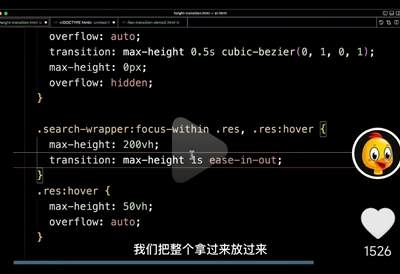 height-transition.html — zt html
height-transition.html
<!DOCTYPE html> Untitled-1
flex-transition-demo2.html
overflow: auto;
transition: max-height 0.5s cubic-bezier(0, 1, 0, 1);
max-height: 0px;
overflow: hidden;
}
.search-wrapper:focus-within .res, .res:hover {
max-height: 200vh;
transition: max-height 1s ease-in-out;
}
.res:hover {
max-height: 50vh;
overflow: auto;
}
1526
我们把整个拿过来放过来